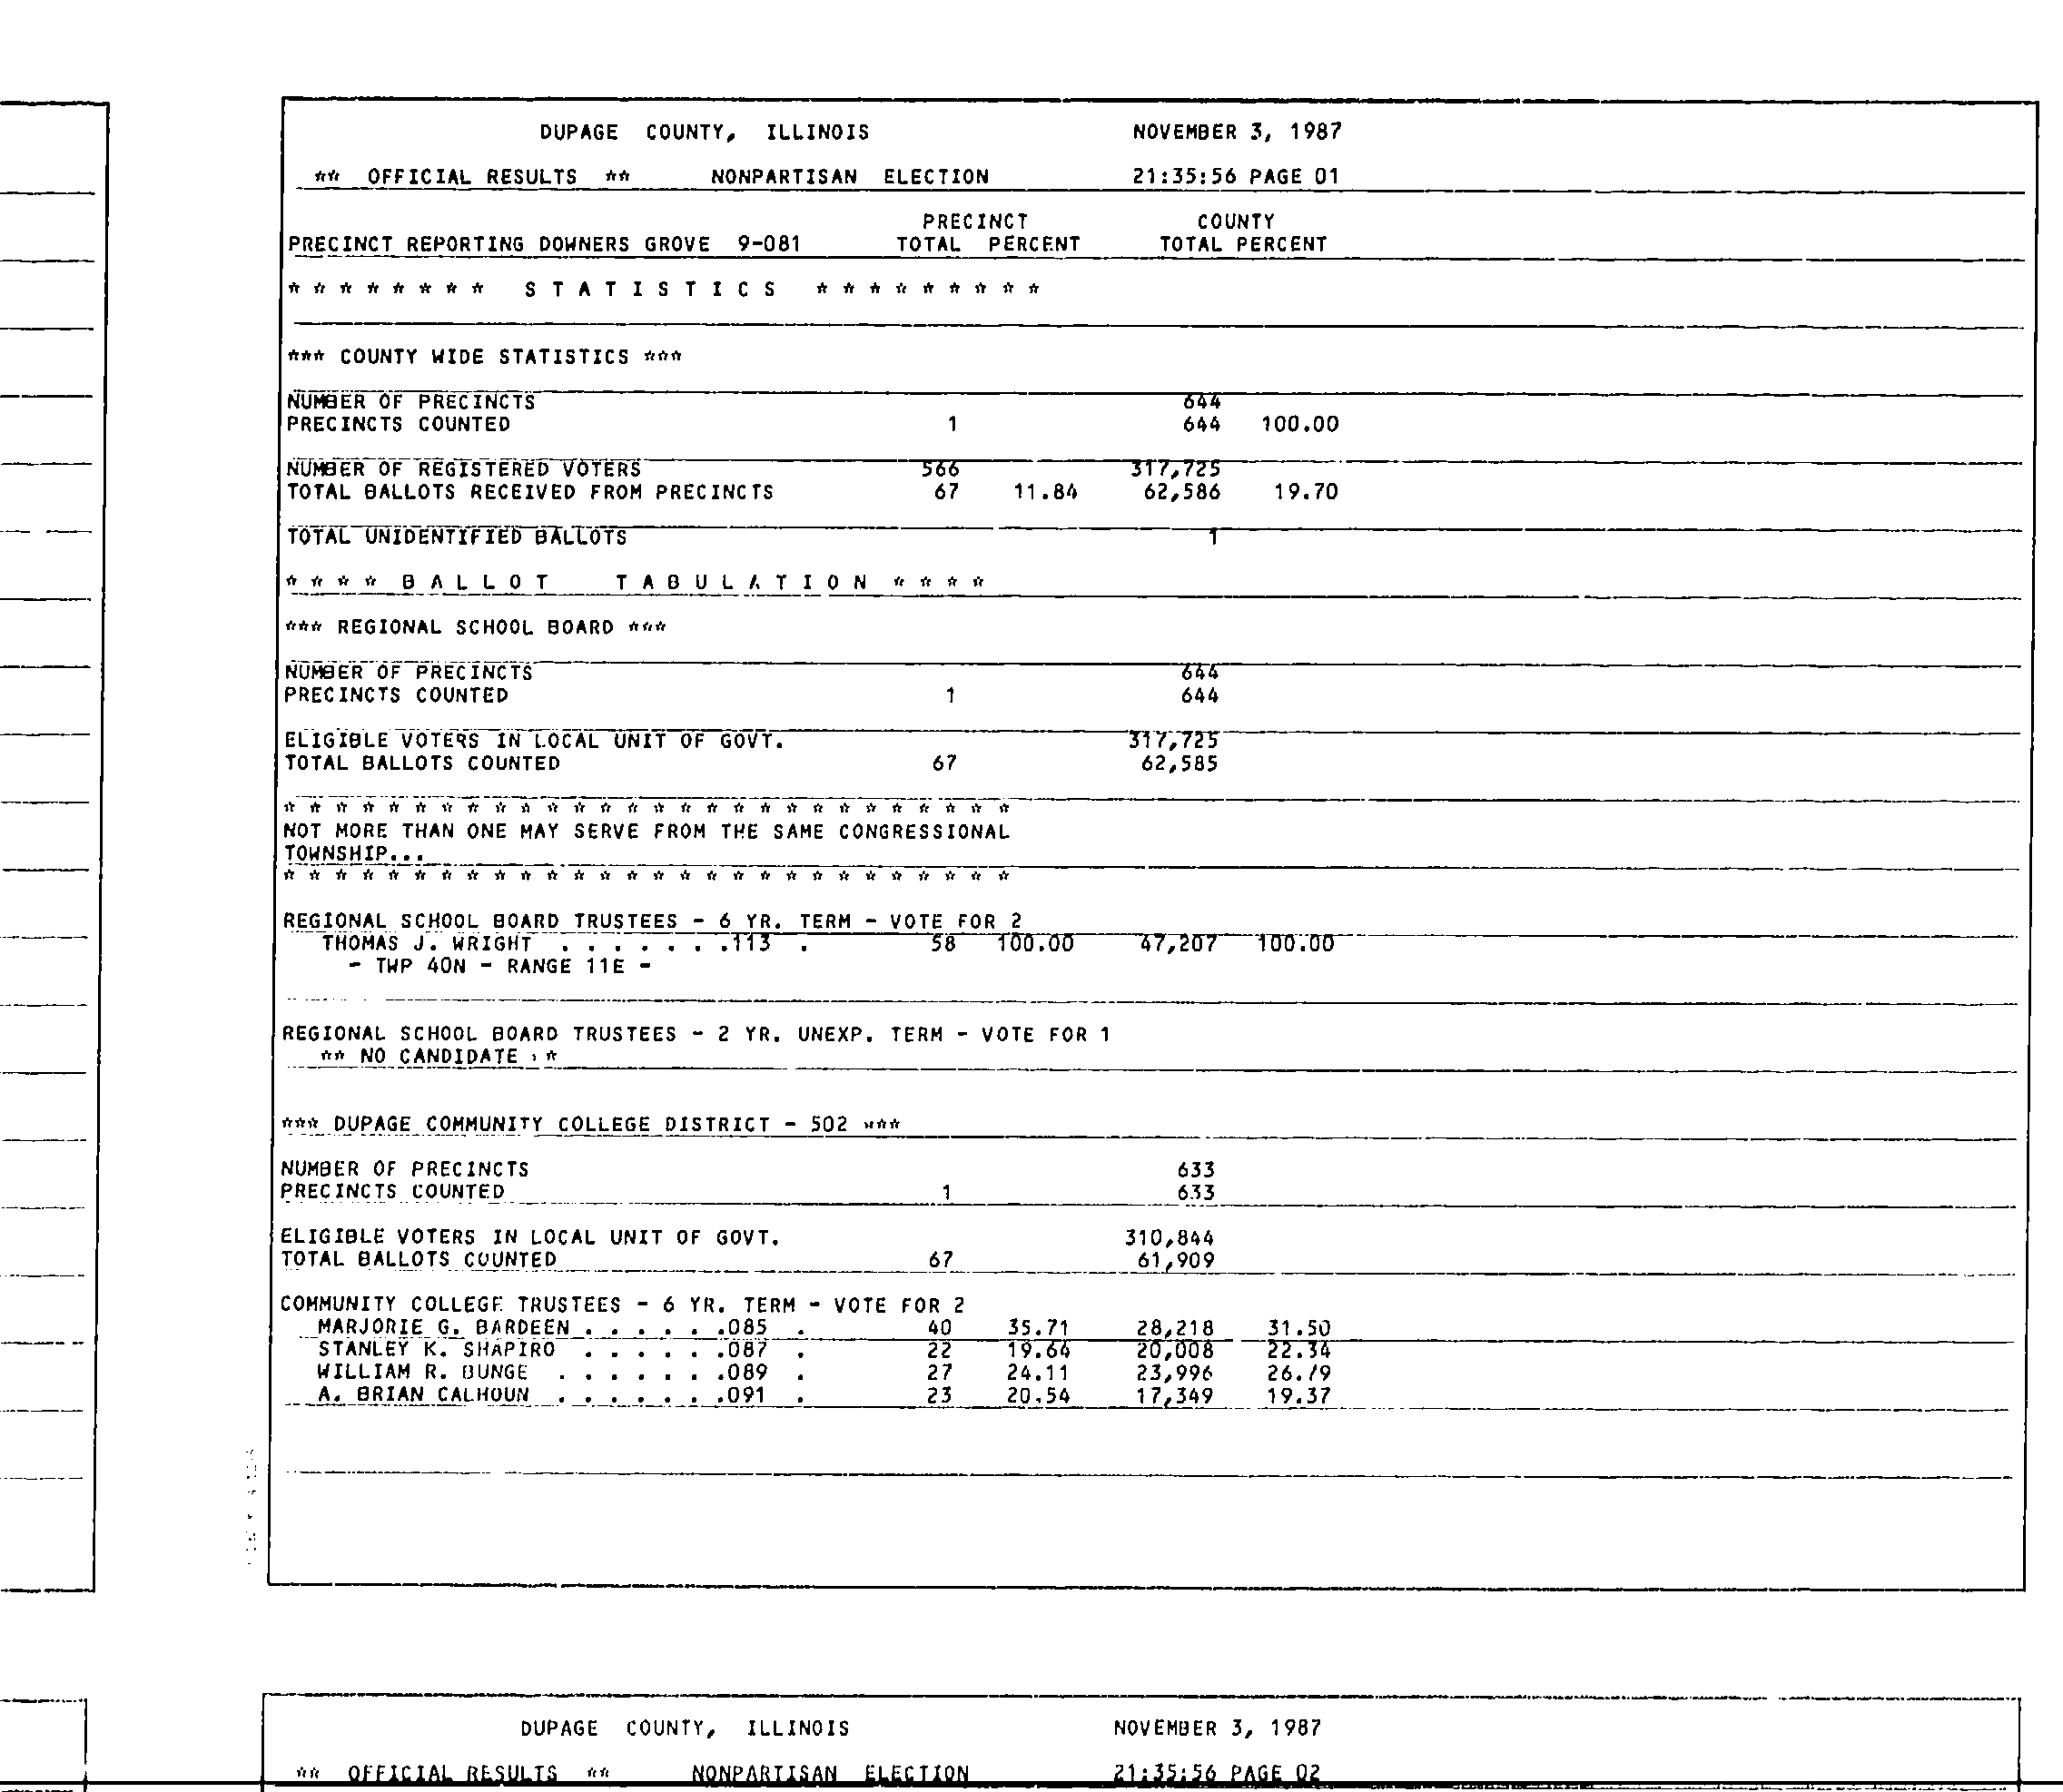 DUPAGE COUNTY, ILLINOIS NOVEMBER 3, 1987
** OFFICIAL RESULTS ** NONPARTISAN ELECTION 21:35:56 PAGE 01
PRECINCT COUNTY
PRECINCT REPORTING DOWNERS GROVE 9-081 TOTAL PERCENT TOTAL PERCENT
* * * * * * * * S T A T I S T I C S * * * * * * * * *
*** COUNTY WIDE STATISTICS ***
NUMBER OF PRECINCTS 644
PRECINCTS COUNTED 1 644 100.00
NUMBER OF REGISTERED VOTERS 566 317,725
TOTAL BALLOTS RECEIVED FROM PRECINCTS 67 11.84 62,586 19.70
TOTAL UNIDENTIFIED BALLOTS 1
* * * * B A L L O T T A B U L A T I O N * * * *
*** REGIONAL SCHOOL BOARD ***
NUMBER OF PRECINCTS 644
PRECINCTS COUNTED 1 644
ELIGIBLE VOTERS IN LOCAL UNIT OF GOVT. 317,725
TOTAL BALLOTS COUNTED 67 62,585
* * * * * * * * * * * * * * * * * * * * * * * * * * * *
NOT MORE THAN ONE MAY SERVE FROM THE SAME CONGRESSIONAL
TOWNSHIP...
* * * * * * * * * * * * * * * * * * * * * * * * * * * *
REGIONAL SCHOOL BOARD TRUSTEES - 6 YR. TERM - VOTE FOR 2
THOMAS J. WRIGHT . . . . . . .113 . 58 100.00 47,207 100.00
- TWP 40N - RANGE 11E -
REGIONAL SCHOOL BOARD TRUSTEES - 2 YR. UNEXP. TERM - VOTE FOR 1
** NO CANDIDATE **
*** DUPAGE COMMUNITY COLLEGE DISTRICT - 502 ***
NUMBER OF PRECINCTS 633
PRECINCTS COUNTED 1 633
ELIGIBLE VOTERS IN LOCAL UNIT OF GOVT. 310,844
TOTAL BALLOTS COUNTED 67 61,909
COMMUNITY COLLEGE TRUSTEES - 6 YR. TERM - VOTE FOR 2
MARJORIE G. BARDEEN . . . . . .085 . 40 35.71 28,218 31.50
STANLEY K. SHAPIRO . . . . . .087 . 22 19.64 20,008 22.34
WILLIAM R. BUNGE . . . . . . .089 . 27 24.11 23,996 26.79
A. BRIAN CALHOUN . . . . . . .091 . 23 20.54 17,349 19.37
DUPAGE COUNTY, ILLINOIS NOVEMBER 3, 1987
** OFFICIAL RESULTS ** NONPARTISAN ELECTION 21:35:56 PAGE 02